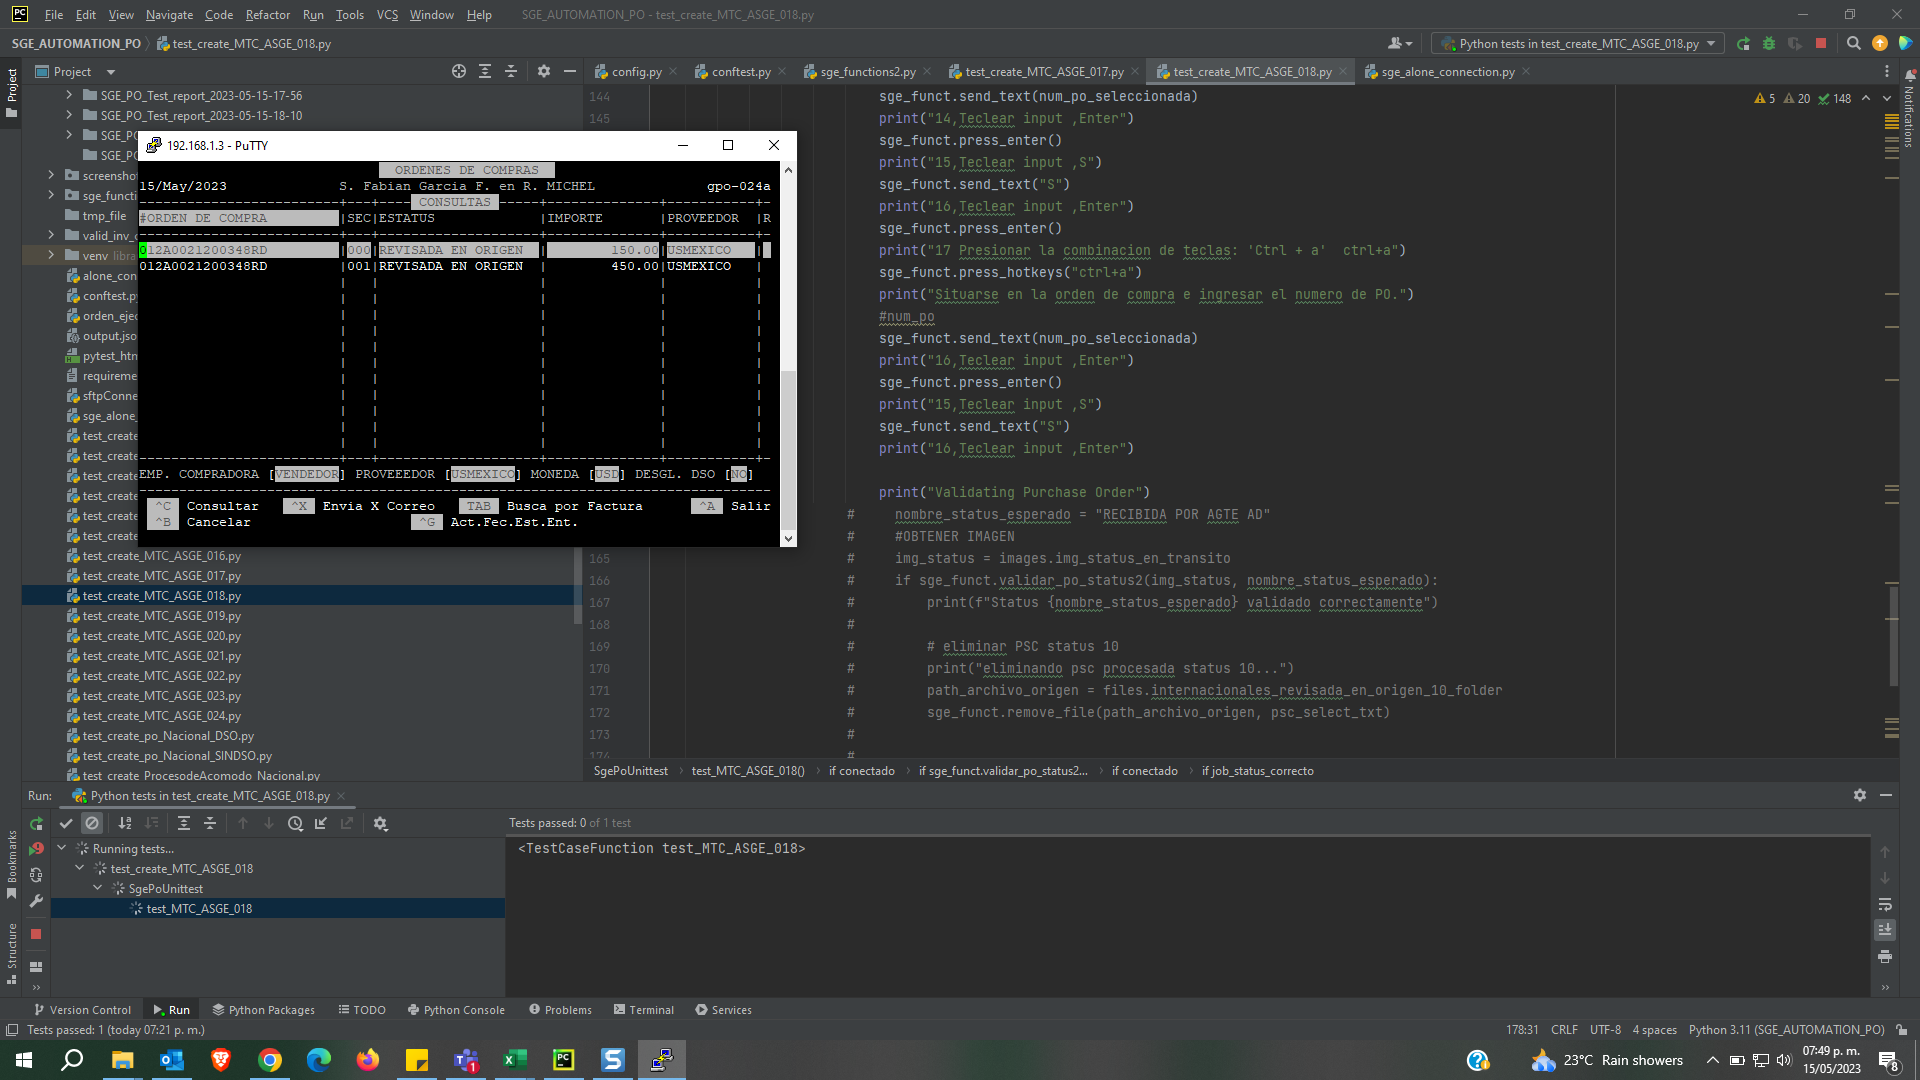 File Edit View Navigate Code Refactor Run Tools VCS Window Help SGE_AUTOMATION_PO - test_create_MTC_ASGE_018.py
SGE_AUTOMATION_PO test_create_MTC_ASGE_018.py
Python tests in test_create_MTC_ASGE_018.py
Project
config.py conftest.py sge_functions2.py test_create_MTC_ASGE_017.py test_create_MTC_ASGE_018.py sge_alone_connection.py
Project
Notifications
SGE_PO_Test_report_2023-05-15-17-56
SGE_PO_Test_report_2023-05-15-18-10
SGE_PO
SGE_PO
screensho
sge_functi
tmp_file
valid_inv_c
venv libra
alone_con
conftest.py
orden_ejec
output.jso
pytest_htn
requireme
sftpConne
sge_alone_
test_create
test_create
test_create
test_create
test_create
test_create
test_create_MTC_ASGE_016.py
test_create_MTC_ASGE_017.py
test_create_MTC_ASGE_018.py
test_create_MTC_ASGE_019.py
test_create_MTC_ASGE_020.py
test_create_MTC_ASGE_021.py
test_create_MTC_ASGE_022.py
test_create_MTC_ASGE_023.py
test_create_MTC_ASGE_024.py
test_create_po_Nacional_DSO.py
test_create_po_Nacional_SINDSO.py
test_create_ProcesodeAcomodo_Nacional.py
192.168.1.3 - PuTTY
ORDENES DE COMPRAS
15/May/2023 S. Fabian Garcia F. en R. MICHEL gpo-024a
CONSULTAS
#ORDEN DE COMPRA |SEC|ESTATUS |IMPORTE |PROVEEDOR |R
012A0021200348RD |000|REVISADA EN ORIGEN | 150.00|USMEXICO |
012A0021200348RD |001|REVISADA EN ORIGEN | 450.00|USMEXICO |
EMP. COMPRADORA [VENDEDOR] PROVEEEDOR [USMEXICO] MONEDA [USD] DESGL. DSO [NO]
^C Consultar ^X Envia X Correo TAB Busca por Factura ^A Salir
^B Cancelar ^G Act.Fec.Est.Ent.
5 20 148
144 sge_funct.send_text(num_po_seleccionada)
145 print("14,Teclear input ,Enter")
sge_funct.press_enter()
print("15,Teclear input ,S")
sge_funct.send_text("S")
print("16,Teclear input ,Enter")
sge_funct.press_enter()
print("17 Presionar la combinacion de teclas: 'Ctrl + a'  ctrl+a")
sge_funct.press_hotkeys("ctrl+a")
print("Situarse en la orden de compra e ingresar el numero de PO.")
#num_po
sge_funct.send_text(num_po_seleccionada)
print("16,Teclear input ,Enter")
sge_funct.press_enter()
print("15,Teclear input ,S")
sge_funct.send_text("S")
print("16,Teclear input ,Enter")
print("Validating Purchase Order")
# nombre_status_esperado = "RECIBIDA POR AGTE AD"
# #OBTENER IMAGEN
165 # img_status = images.img_status_en_transito
166 # if sge_funct.validar_po_status2(img_status, nombre_status_esperado):
167 # print(f"Status {nombre_status_esperado} validado correctamente")
168 #
169 # # eliminar PSC status 10
170 # print("eliminando psc procesada status 10...")
171 # path_archivo_origen = files.internacionales_revisada_en_origen_10_folder
172 # sge_funct.remove_file(path_archivo_origen, psc_select_txt)
173 #
174 #
SgePoUnittest test_MTC_ASGE_018() if conectado if sge_funct.validar_po_status2... if conectado if job_status_correcto
Run: Python tests in test_create_MTC_ASGE_018.py
Tests passed: 0 of 1 test
Running tests...
test_create_MTC_ASGE_018
SgePoUnittest
test_MTC_ASGE_018
<TestCaseFunction test_MTC_ASGE_018>
Bookmarks
Structure
Version Control Run Python Packages TODO Python Console Problems Terminal Services
Tests passed: 1 (today 07:21 p. m.) 178:31 CRLF UTF-8 4 spaces Python 3.11 (SGE_AUTOMATION_PO)
23°C Rain showers 07:49 p. m.
15/05/2023
8